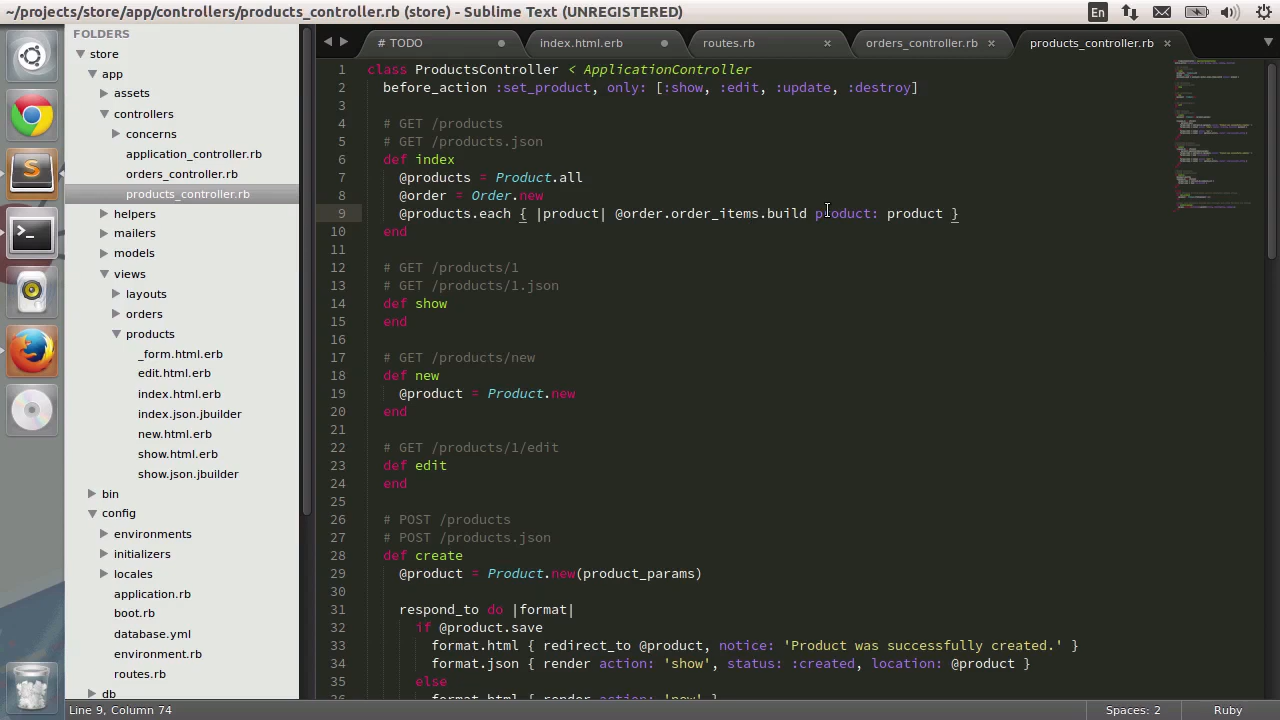 ~/projects/store/app/controllers/products_controller.rb (store) - Sublime Text (UNREGISTERED)
En
FOLDERS
store
app
assets
controllers
concerns
application_controller.rb
orders_controller.rb
products_controller.rb
helpers
mailers
models
views
layouts
orders
products
_form.html.erb
edit.html.erb
index.html.erb
index.json.jbuilder
new.html.erb
show.html.erb
show.json.jbuilder
bin
config
environments
initializers
locales
application.rb
boot.rb
database.yml
environment.rb
routes.rb
db
# TODO
index.html.erb
routes.rb
orders_controller.rb
products_controller.rb
1 class ProductsController < ApplicationController
2 before_action :set_product, only: [:show, :edit, :update, :destroy]
3
4 # GET /products
5 # GET /products.json
6 def index
7 @products = Product.all
8 @order = Order.new
9 @products.each { |product| @order.order_items.build product: product }
10 end
11
12 # GET /products/1
13 # GET /products/1.json
14 def show
15 end
16
17 # GET /products/new
18 def new
19 @product = Product.new
20 end
21
22 # GET /products/1/edit
23 def edit
24 end
25
26 # POST /products
27 # POST /products.json
28 def create
29 @product = Product.new(product_params)
30
31 respond_to do |format|
32 if @product.save
33 format.html { redirect_to @product, notice: 'Product was successfully created.' }
34 format.json { render action: 'show', status: :created, location: @product }
35 else
36 format.html { render action: 'new' }
Line 9, Column 74
Spaces: 2
Ruby